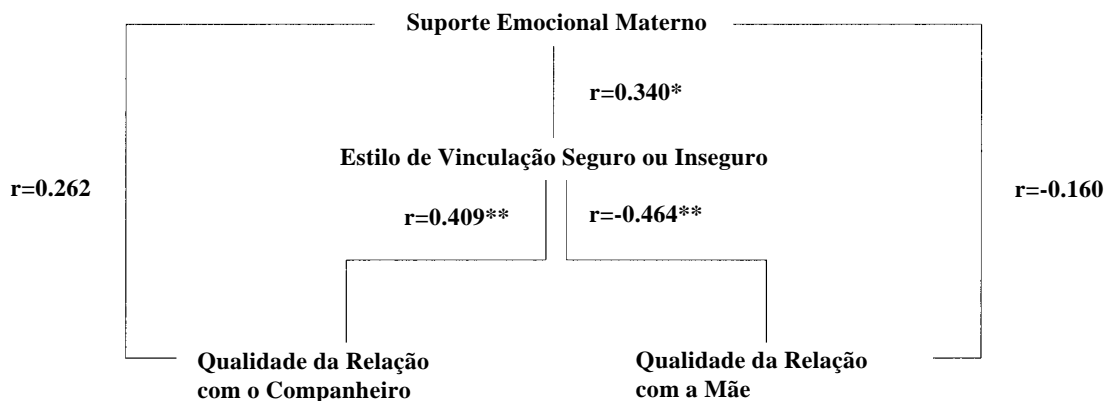 Suporte Emocional Materno
r=0.340*
Estilo de Vinculação Seguro ou Inseguro
r=0.262
r=-0.160
r=0.409**
r=-0.464**
Qualidade da Relação
com o Companheiro
Qualidade da Relação
com a Mãe